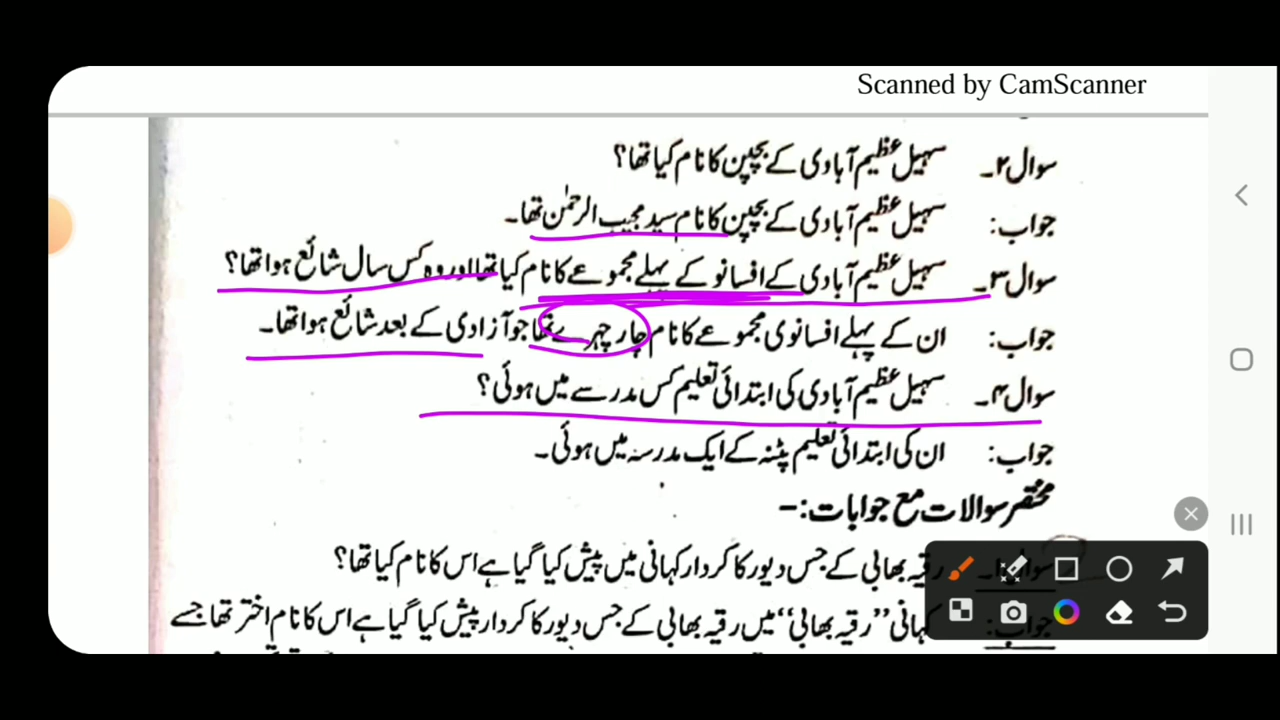 Scanned by CamScanner
سوال ۲۔ سہیل عظیم آبادی کے بچپن کا نام کیا تھا؟
جواب: سہیل عظیم آبادی کے بچپن کا نام سید مجیب الرحمٰن تھا۔
سوال ۳۔ سہیل عظیم آبادی کے افسانو کے پہلے مجموعے کا نام کیا تھا اور وہ کس سال شائع ہوا تھا؟
جواب: ان کے پہلے افسانوی مجموعے کا نام چار چہرے تھا جو آزادی کے بعد شائع ہوا تھا۔
سوال ۴۔ سہیل عظیم آبادی کی ابتدائی تعلیم کس مدرسے میں ہوئی؟
جواب: ان کی ابتدائی تعلیم پٹنہ کے ایک مدرسہ میں ہوئی۔
مختصر سوالات مع جوابات:-
رقیہ بھابی کے جس دیور کا کردار کہانی میں پیش کیا گیا ہے اس کا نام کیا تھا؟
جواب: کہانی ”رقیہ بھابی“ میں رقیہ بھابی کے جس دیور کا کردار پیش کیا گیا ہے اس کا نام اختر تھا جسے